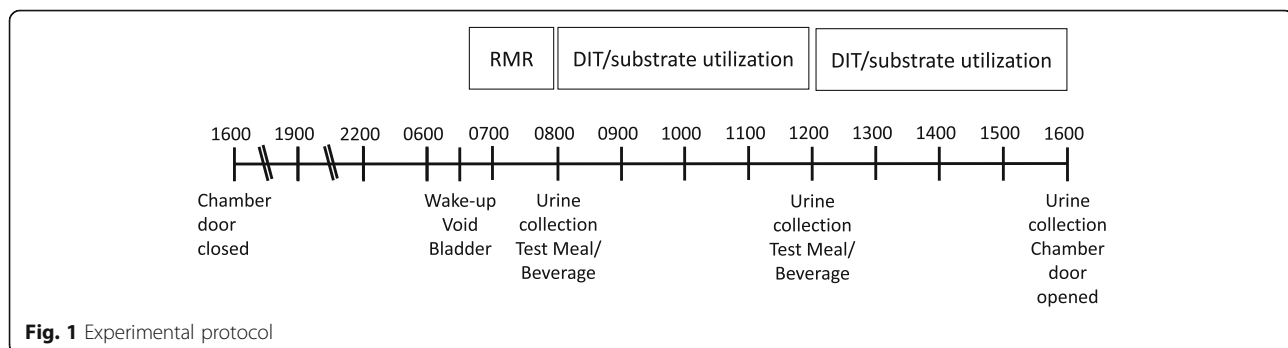 RMR DIT/substrate utilization DIT/substrate utilization
1600 1900 2200 0600 0700 0800 0900 1000 1100 1200 1300 1400 1500 1600
Chamber
door
closed
Wake-up
Void
Bladder
Urine
collection
Test Meal/
Beverage
Urine
collection
Test Meal/
Beverage
Urine
collection
Chamber
door
opened
Fig. 1 Experimental protocol